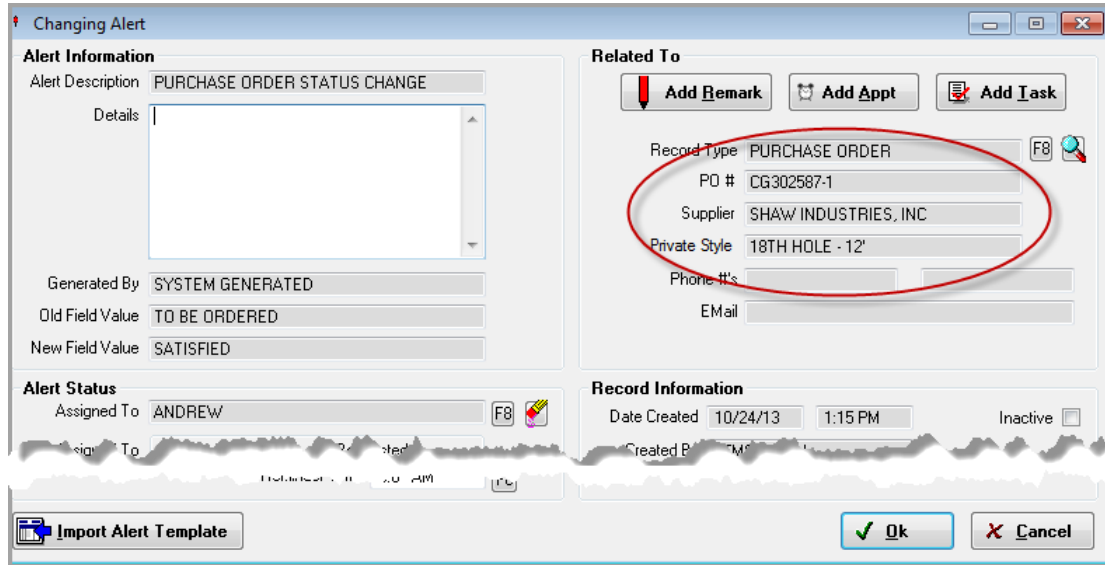 Changing Alert
Alert Information
Alert Description PURCHASE ORDER STATUS CHANGE
Details
Generated By SYSTEM GENERATED
Old Field Value TO BE ORDERED
New Field Value SATISFIED
Related To
Add Remark Add Appt Add Task
Record Type PURCHASE ORDER F8
PO # CG302587-1
Supplier SHAW INDUSTRIES, INC
Private Style 18TH HOLE - 12'
Phone #'s
EMail
Alert Status
Assigned To ANDREW F8
To
Record Information
Date Created 10/24/13 1:15 PM Inactive
AM
Import Alert Template Ok Cancel